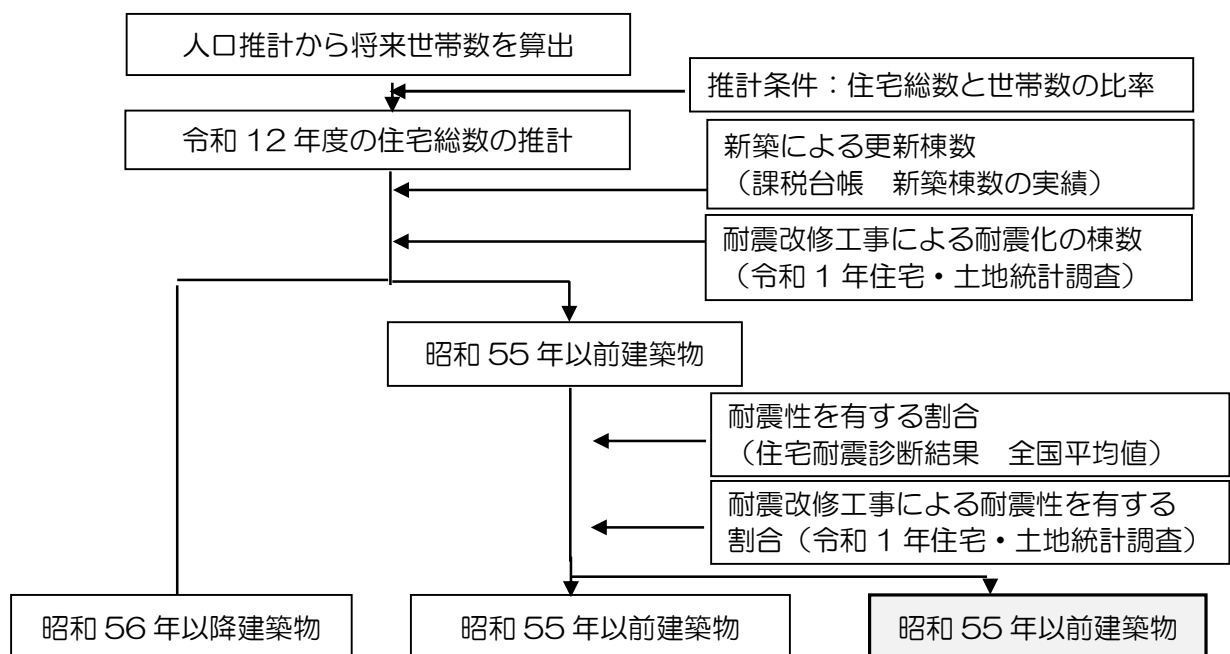 人口推計から将来世帯数を算出
推計条件：住宅総数と世帯数の比率
令和 12 年度の住宅総数の推計
新築による更新棟数
（課税台帳　新築棟数の実績）
耐震改修工事による耐震化の棟数
（令和 1 年住宅・土地統計調査）
昭和 55 年以前建築物
耐震性を有する割合
（住宅耐震診断結果　全国平均値）
耐震改修工事による耐震性を有する
割合（令和 1 年住宅・土地統計調査）
昭和 56 年以降建築物
昭和 55 年以前建築物
昭和 55 年以前建築物